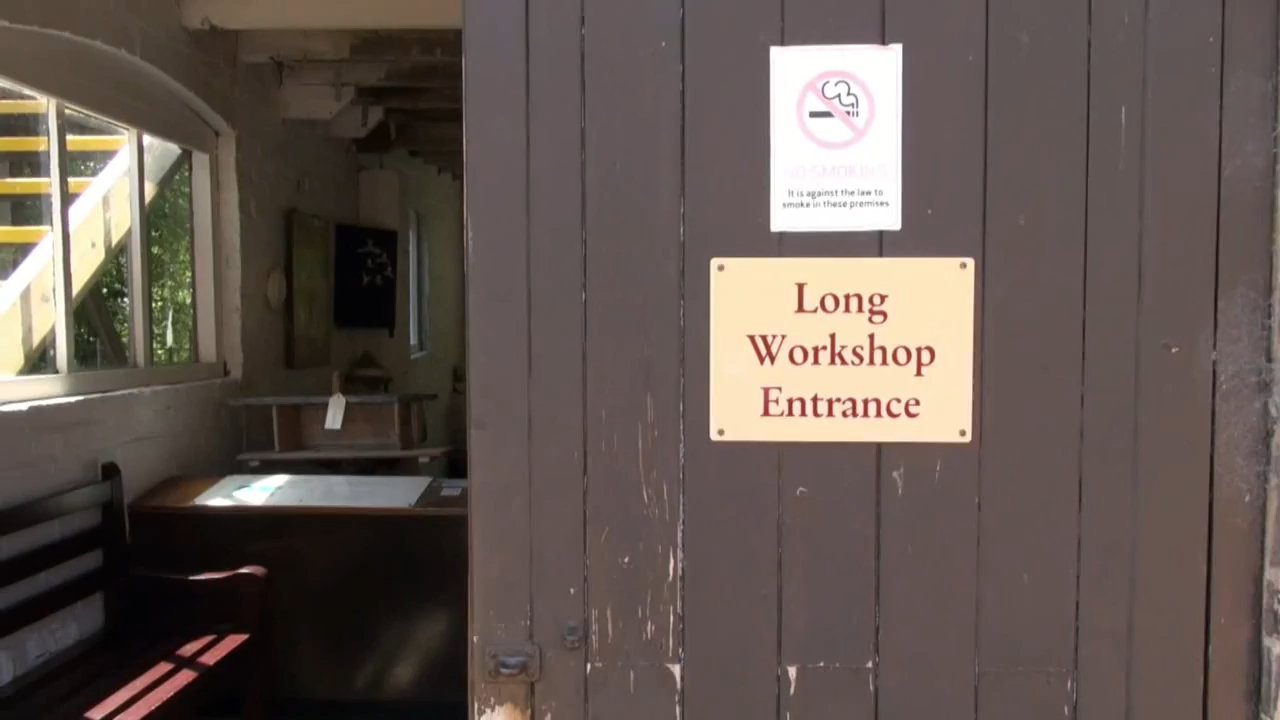 NO SMOKING
It is against the law to
smoke in these premises
Long
Workshop
Entrance